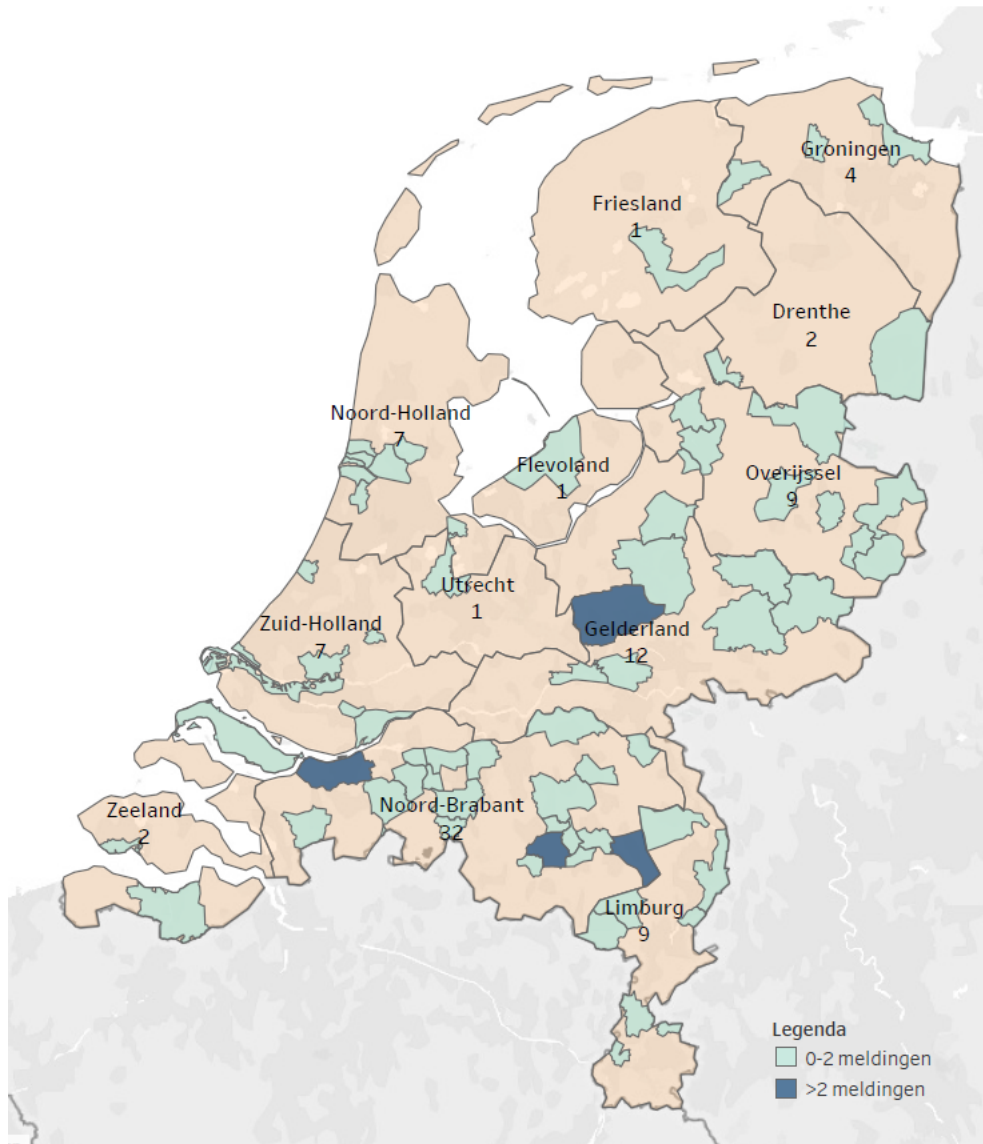 Groningen
4
Friesland
1
Drenthe
2
Noord-Holland
7
Flevoland
1
Overijssel
9
Utrecht
1
Zuid-Holland
7
Gelderland
12
Zeeland
2
Noord-Brabant
32
Limburg
9
Legenda
0-2 meldingen
>2 meldingen